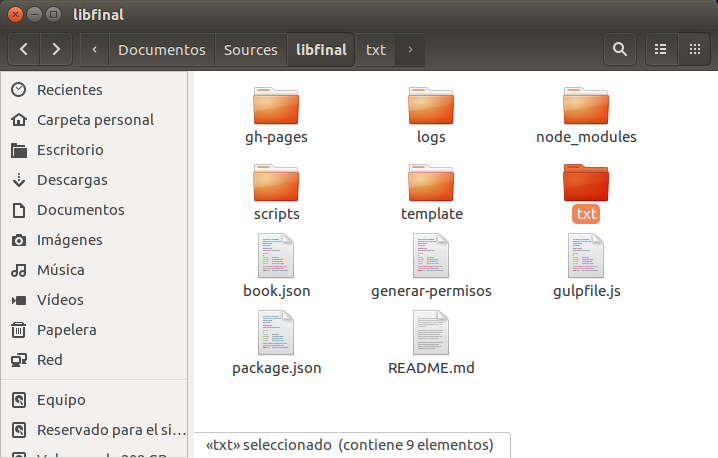 libfinal
Documentos Sources libfinal txt
Recientes
Carpeta personal
Escritorio
Descargas
Documentos
Imágenes
Música
Vídeos
Papelera
Red
Equipo
Reservado para el si…
gh-pages logs node_modules
scripts template txt
book.json generar-permisos gulpfile.js
package.json README.md
«txt» seleccionado (contiene 9 elementos)